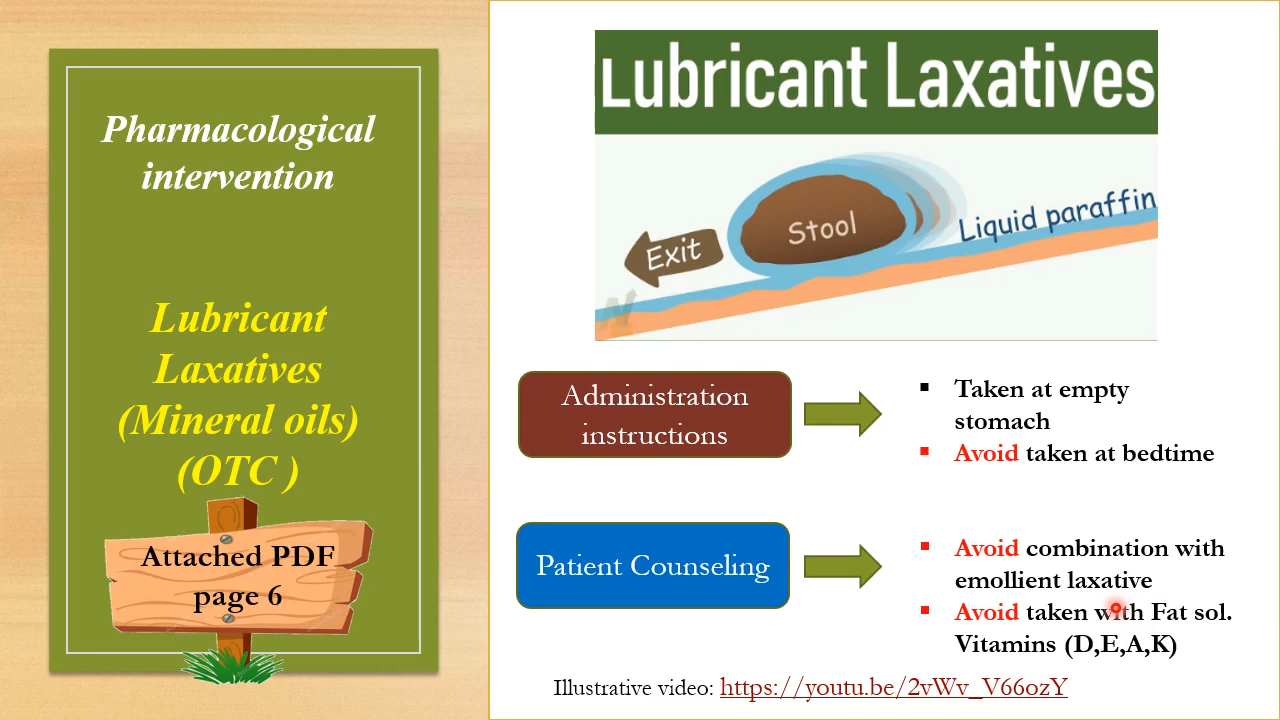 Pharmacological
intervention
Lubricant
Laxatives
(Mineral oils)
(OTC )
Attached PDF
page 6
Lubricant Laxatives
Stool
Liquid paraffin
Exit
Administration
instructions
▪ Taken at empty
stomach
▪ Avoid taken at bedtime
Patient Counseling
▪ Avoid combination with
emollient laxative
▪ Avoid taken with Fat sol.
Vitamins (D,E,A,K)
Illustrative video: https://youtu.be/2vWv_V66ozY